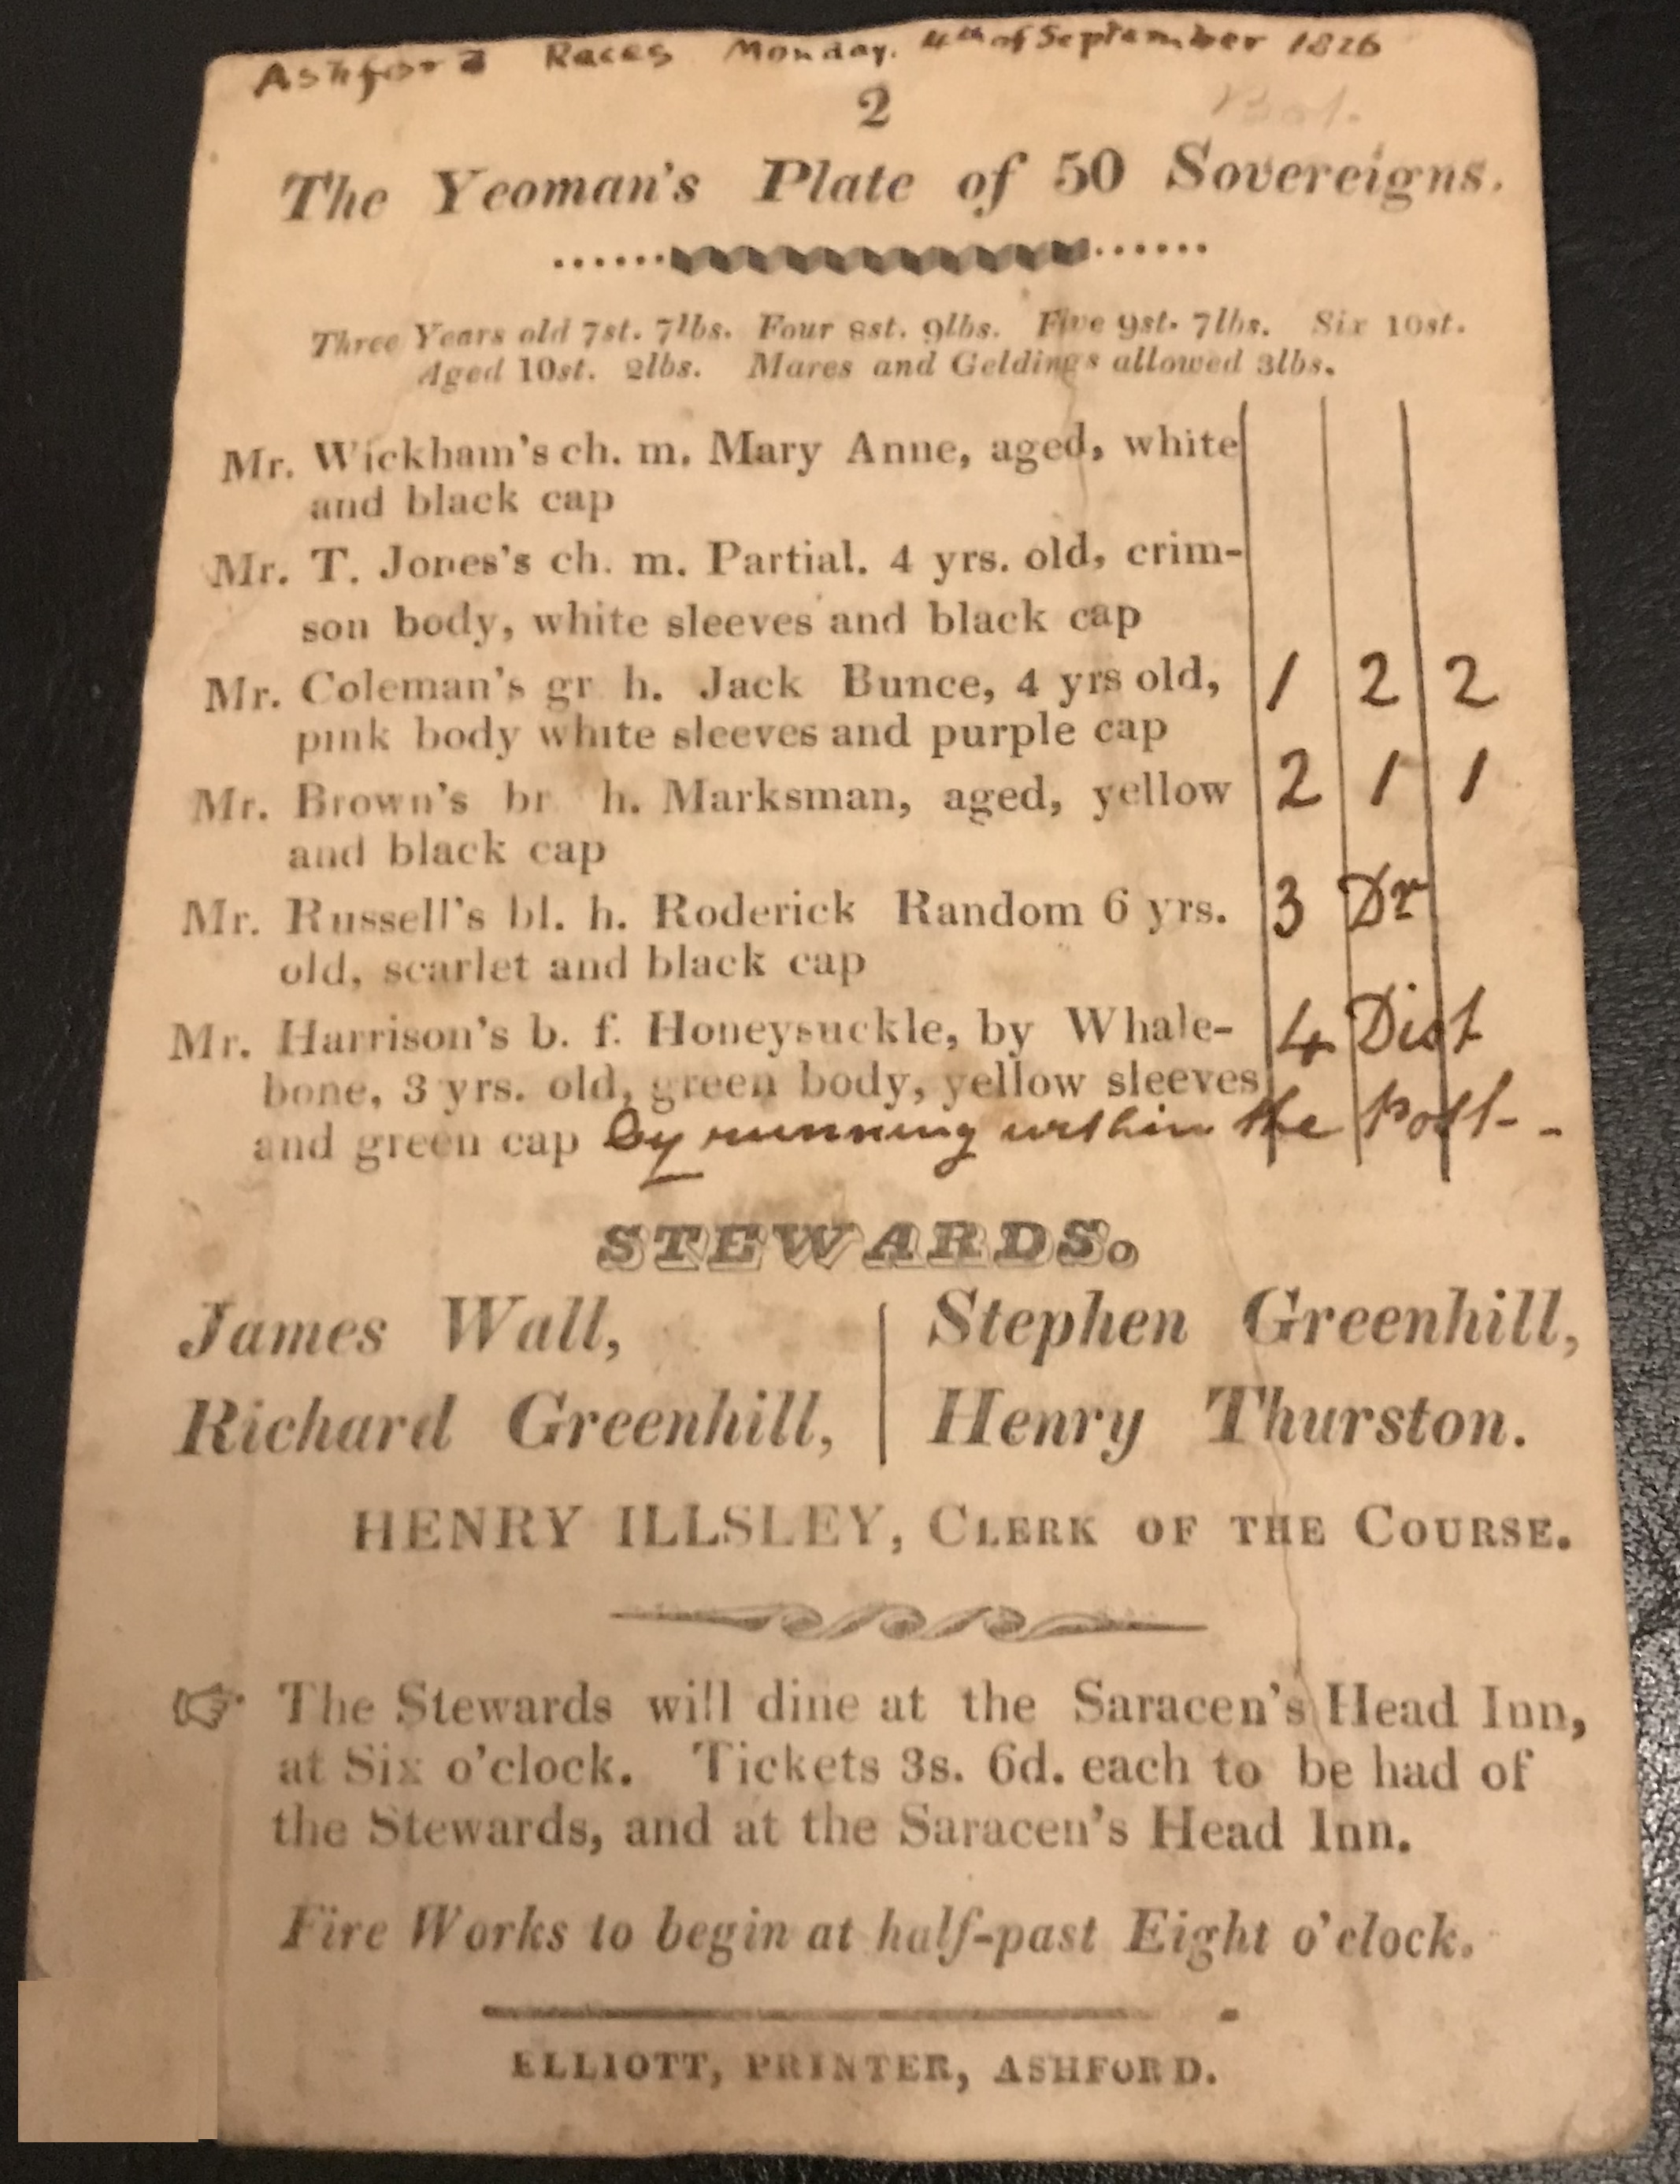 Ashford Races Monday. 4th of September 1826
2
The Yeoman's Plate of 50 Sovereigns.
Three Years old 7st. 7lbs. Four 8st. 9lbs. Five 9st. 7lbs. Six 10st.
Aged 10st. 2lbs. Mares and Geldings allowed 3lbs.
Mr. Wickham's ch. m. Mary Anne, aged, white
and black cap
Mr. T. Jones's ch. m. Partial. 4 yrs. old, crim-
son body, white sleeves and black cap
Mr. Coleman's gr h. Jack Bunce, 4 yrs old, 1 2 2
pink body white sleeves and purple cap
Mr. Brown's br h. Marksman, aged, yellow 2 1 1
and black cap
Mr. Russell's bl. h. Roderick Random 6 yrs. 3 Dr
old, scarlet and black cap
Mr. Harrison's b. f. Honeysuckle, by Whale- 4 Dist
bone, 3 yrs. old, green body, yellow sleeves
and green cap by running within the Post--
STEWARDS.
James Wall, Stephen Greenhill,
Richard Greenhill, Henry Thurston.
HENRY ILLSLEY, CLERK OF THE COURSE.
☞ The Stewards will dine at the Saracen's Head Inn,
at Six o'clock. Tickets 3s. 6d. each to be had of
the Stewards, and at the Saracen's Head Inn.
Fire Works to begin at half-past Eight o'clock.
ELLIOTT, PRINTER, ASHFORD.